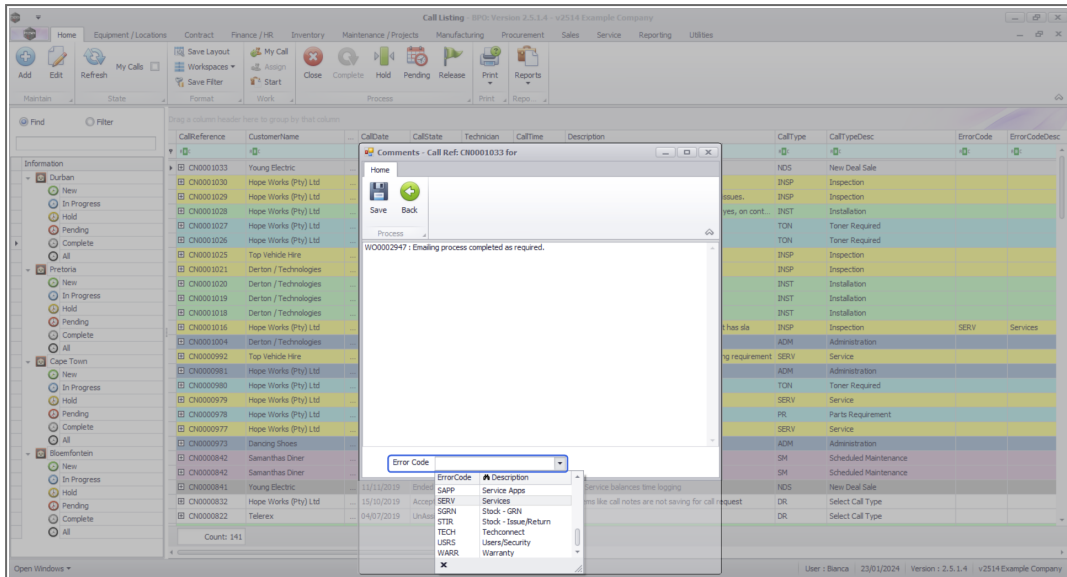 Call Listing - BPO: Version 2.5.1.4 - v2514 Example Company
Home Equipment / Locations Contract Finance / HR Inventory Maintenance / Projects Manufacturing Procurement Sales Service Reporting Utilities
Add Edit Refresh My Calls Save Layout Workspaces Save Filter My Call Assign Start Close Complete Hold Pending Release Print Reports
Maintain State Format Work Process Print Repo...
Find Filter
Drag a column header here to group by that column
CallReference CustomerName ... CallDate CallState Technician CallTime Description CallType CallTypeDesc ErrorCode ErrorCodeDesc
Information
Durban
New
In Progress
Hold
Pending
Complete
All
Pretoria
New
In Progress
Hold
Pending
Complete
All
Cape Town
New
In Progress
Hold
Pending
Complete
All
Bloemfontein
New
In Progress
Hold
Pending
Complete
All
CN0001033 Young Electric NDS New Deal Sale
CN0001030 Hope Works (Pty) Ltd INSP Inspection
CN0001029 Hope Works (Pty) Ltd issues. INSP Inspection
CN0001028 Hope Works (Pty) Ltd yes, on cont... INST Installation
CN0001027 Hope Works (Pty) Ltd TON Toner Required
CN0001026 Hope Works (Pty) Ltd TON Toner Required
CN0001025 Top Vehicle Hire INSP Inspection
CN0001021 Derton / Technologies INSP Inspection
CN0001020 Derton / Technologies INST Installation
CN0001019 Derton / Technologies INST Installation
CN0001018 Derton / Technologies INST Installation
CN0001016 Hope Works (Pty) Ltd t has sla INSP Inspection SERV Services
CN0001004 Derton / Technologies ADM Administration
CN0000992 Top Vehicle Hire ng requirement SERV Service
CN0000981 Hope Works (Pty) Ltd ADM Administration
CN0000980 Hope Works (Pty) Ltd TON Toner Required
CN0000979 Hope Works (Pty) Ltd SERV Service
CN0000978 Hope Works (Pty) Ltd PR Parts Requirement
CN0000977 Hope Works (Pty) Ltd SERV Service
CN0000973 Dancing Shoes ADM Administration
CN0000842 Samanthas Diner SM Scheduled Maintenance
CN0000842 Samanthas Diner SM Scheduled Maintenance
CN0000841 Young Electric ... 11/11/2019 Ended Service balances time logging NDS New Deal Sale
CN0000832 Hope Works (Pty) Ltd ... 15/10/2019 Accep ms like call notes are not saving for call request DR Select Call Type
CN0000822 Telerex ... 04/07/2019 UnAss DR Select Call Type
Count: 141
Comments - Call Ref: CN0001033 for
Home
Save Back
Process
WO0002947 : Emailing process completed as required.
Error Code
ErrorCode Description
SAPP Service Apps
SERV Services
SGRN Stock - GRN
STIR Stock - Issue/Return
TECH Techconnect
USRS Users/Security
WARR Warranty
Open Windows User : Bianca 23/01/2024 Version : 2.5.1.4 v2514 Example Company